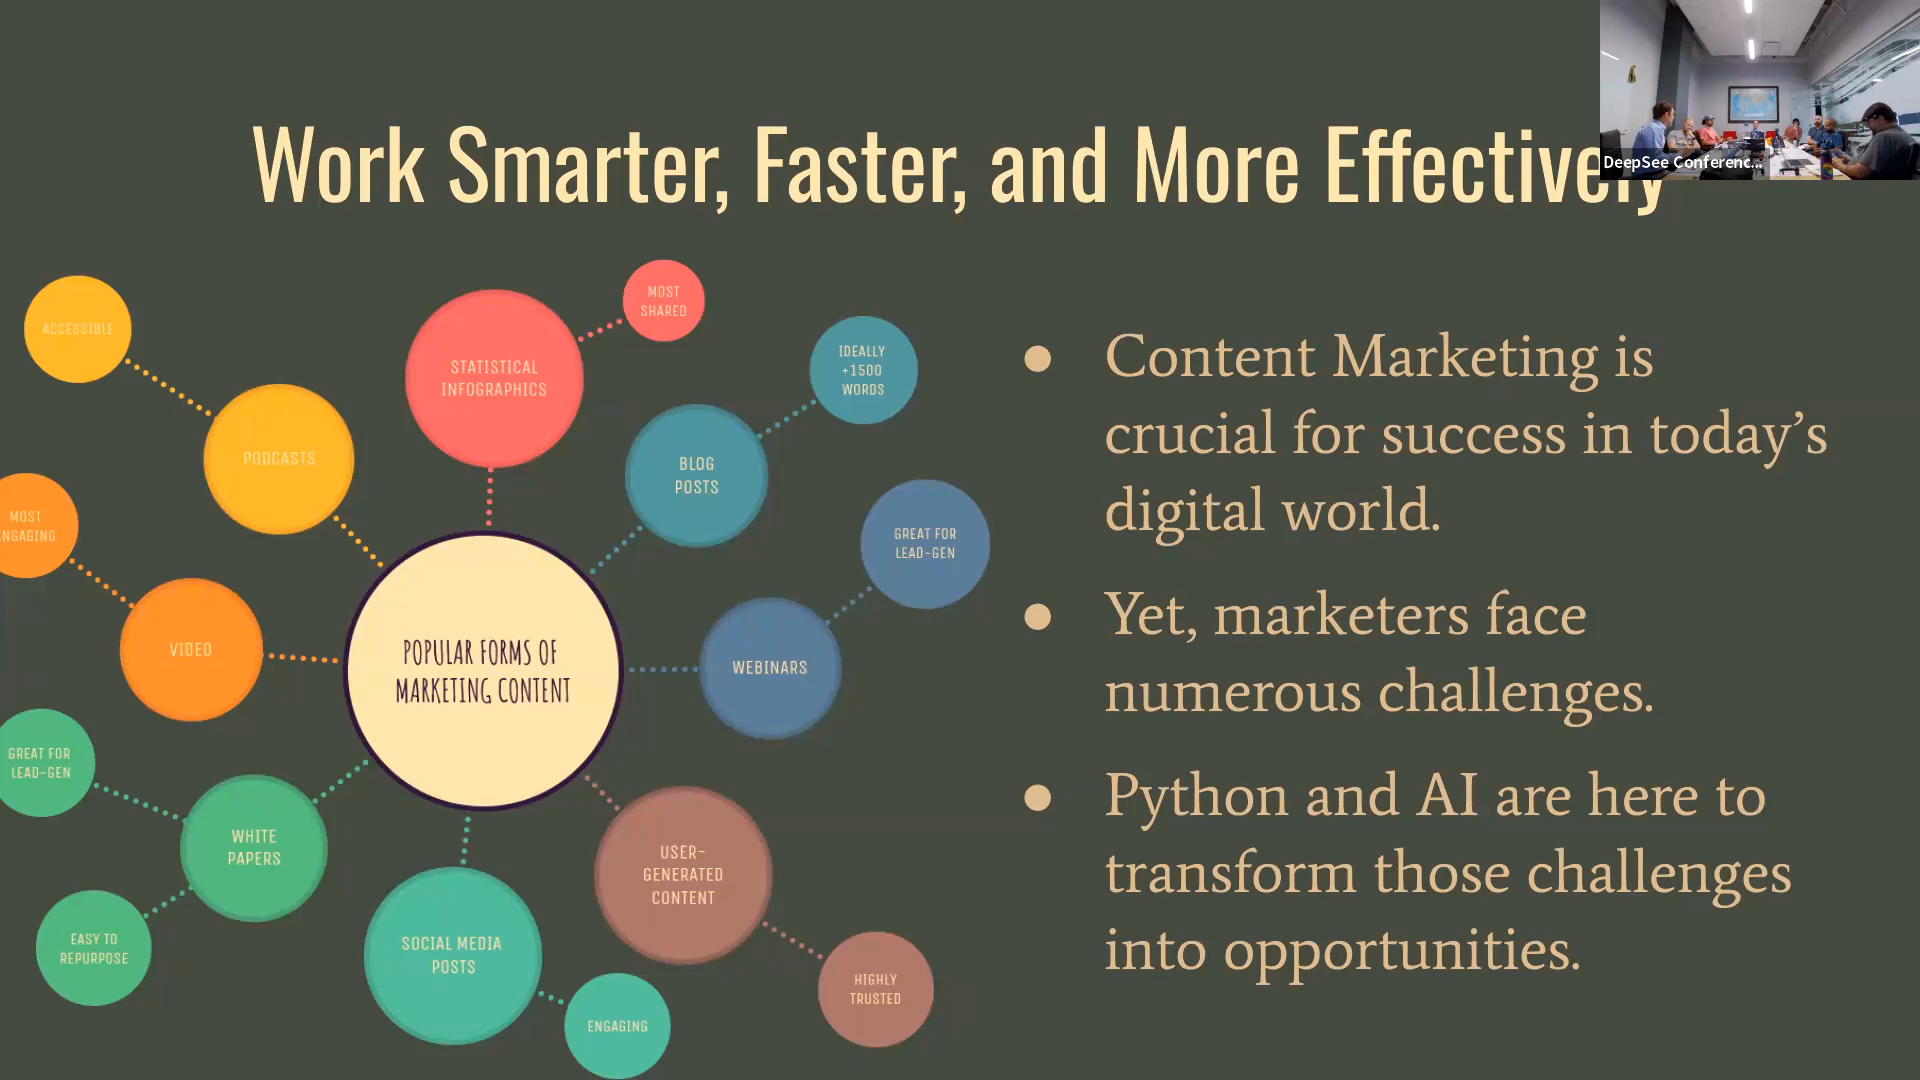 Work Smarter, Faster, and More Effectively
DeepSee Conferenc...
ACCESSIBLE
PODCASTS
STATISTICAL
INFOGRAPHICS
MOST
SHARED
IDEALLY
+1500
WORDS
BLOG
POSTS
GREAT FOR
LEAD-GEN
WEBINARS
MOST
ENGAGING
VIDEO
POPULAR FORMS OF
MARKETING CONTENT
GREAT FOR
LEAD-GEN
WHITE
PAPERS
EASY TO
REPURPOSE
SOCIAL MEDIA
POSTS
ENGAGING
USER-
GENERATED
CONTENT
HIGHLY
TRUSTED
● Content Marketing is
crucial for success in today’s
digital world.
● Yet, marketers face
numerous challenges.
● Python and AI are here to
transform those challenges
into opportunities.